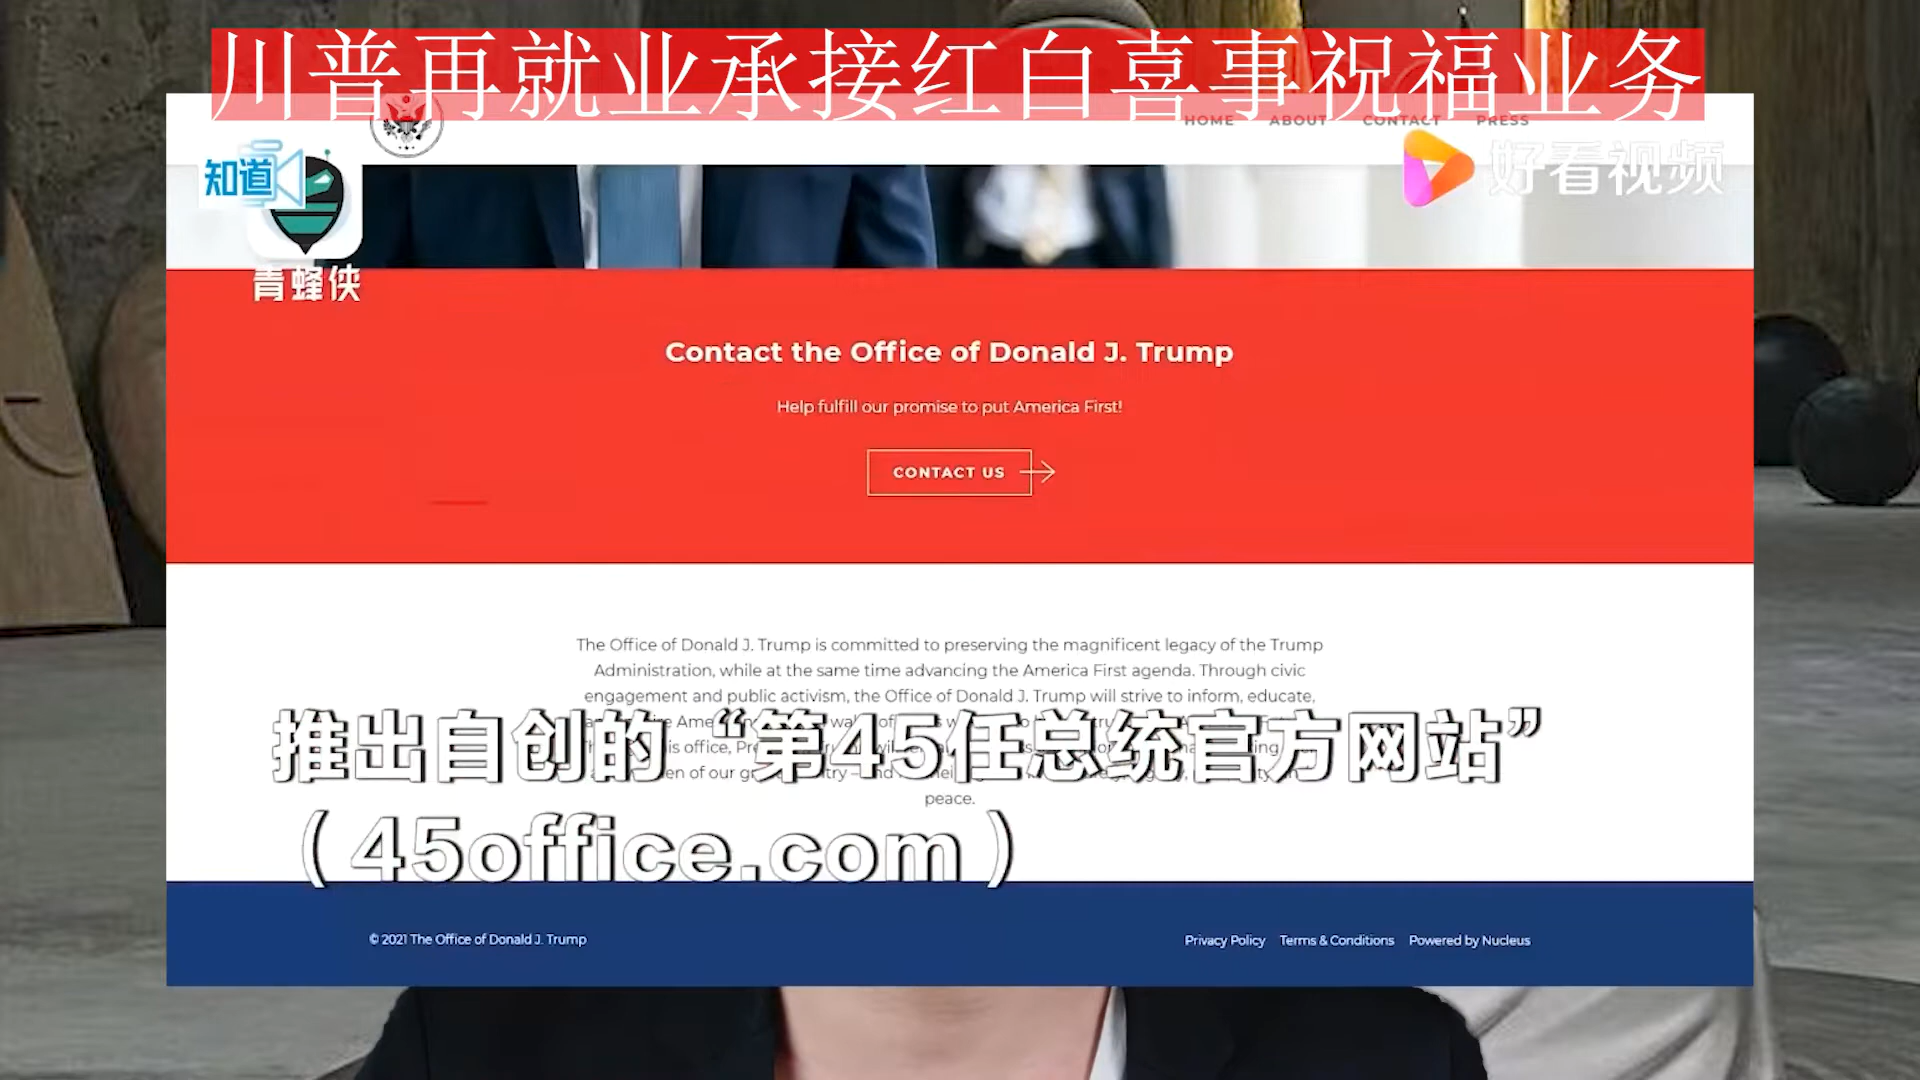 川普再就业承接红白喜事祝福业务
HOME ABOUT CONTACT PRESS
知道
好看视频
青蜂侠
Contact the Office of Donald J. Trump
Help fulfill our promise to put America First!
CONTACT US
The Office of Donald J. Trump is committed to preserving the magnificent legacy of the Trump
Administration, while at the same time advancing the America First agenda. Through civic
engagement and public activism, the Office of Donald J. Trump will strive to inform, educate,
推出自创的“第45任总统官方网站”
peace.
(45office.com)
© 2021 The Office of Donald J. Trump
Privacy Policy Terms & Conditions Powered by Nucleus